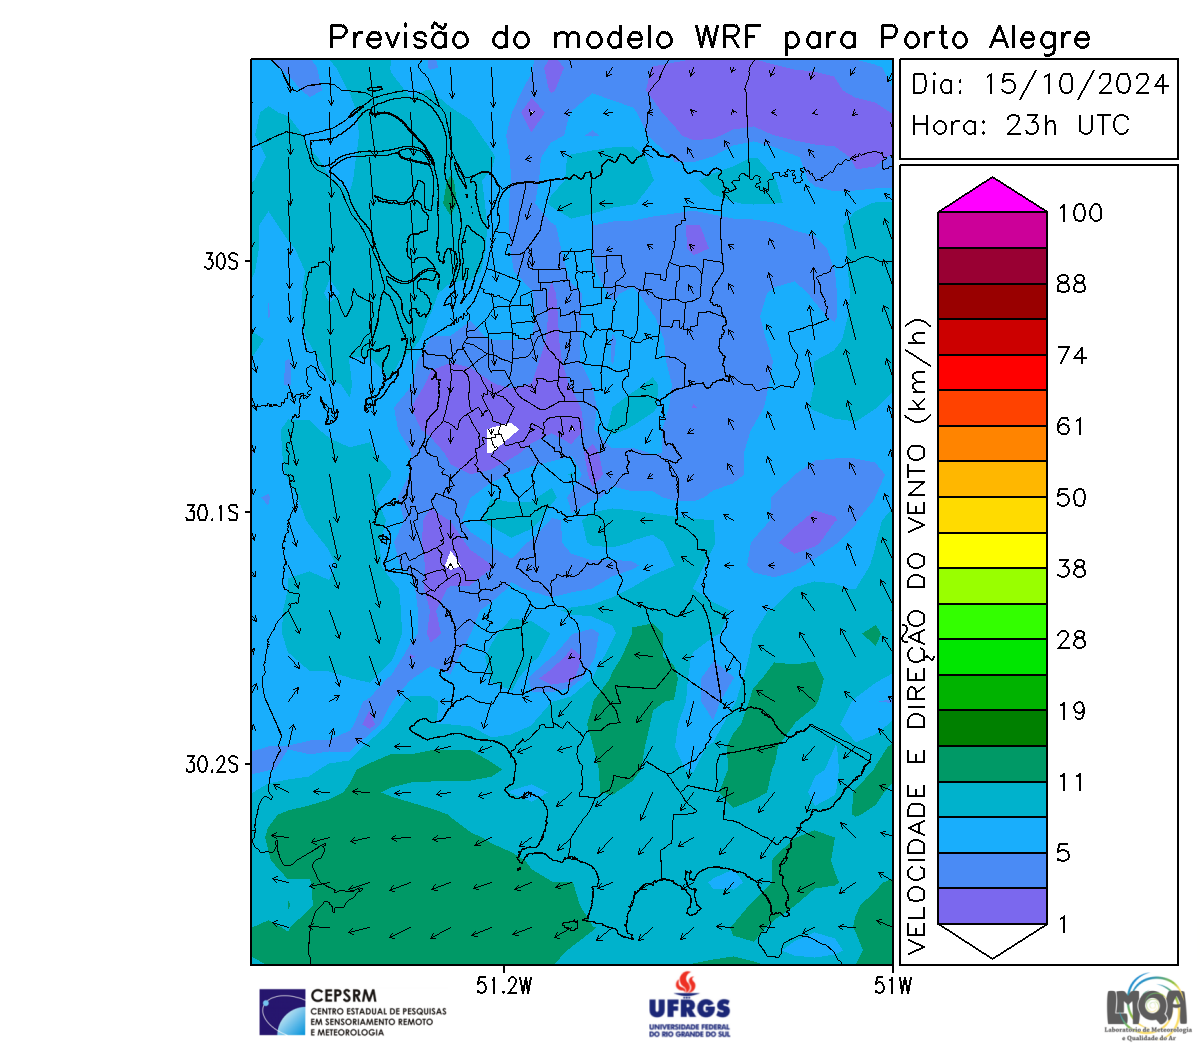 Previsão do modelo WRF para Porto Alegre
Dia: 15/10/2024
Hora: 23h UTC
30S
30.1S
30.2S
51.2W
51W
VELOCIDADE E DIREÇÃO DO VENTO (km/h)
100
88
74
61
50
38
28
19
11
5
1
CEPSRM
CENTRO ESTADUAL DE PESQUISAS
EM SENSORIAMENTO REMOTO
E METEOROLOGIA
UFRGS
UNIVERSIDADE FEDERAL
DO RIO GRANDE DO SUL
LMQA
Laboratório de Meteorologia
e Qualidade do Ar